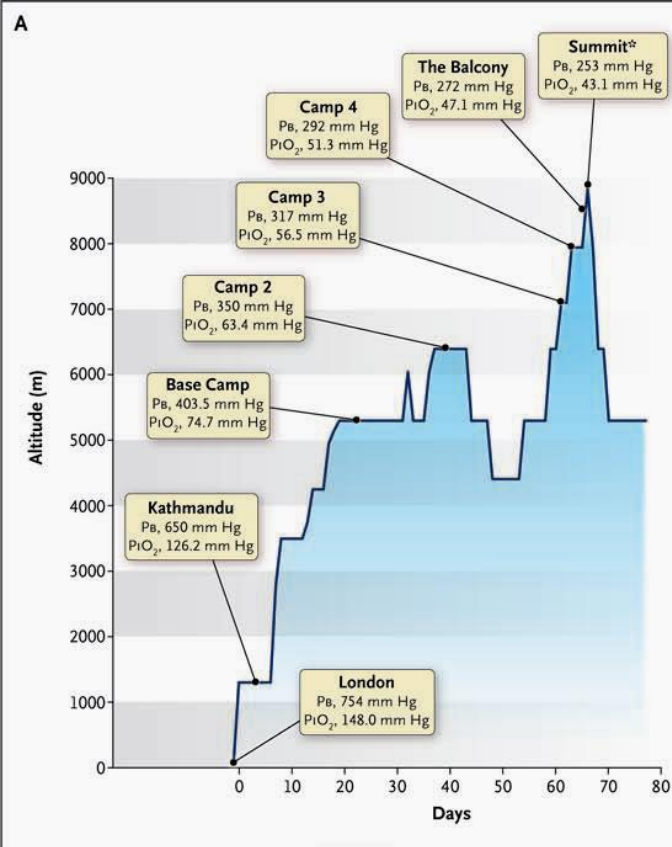 A
Summit☆
PB, 253 mm Hg
PIO₂, 43.1 mm Hg
The Balcony
PB, 272 mm Hg
PIO₂, 47.1 mm Hg
Camp 4
PB, 292 mm Hg
PIO₂, 51.3 mm Hg
Camp 3
PB, 317 mm Hg
PIO₂, 56.5 mm Hg
Camp 2
PB, 350 mm Hg
PIO₂, 63.4 mm Hg
Base Camp
PB, 403.5 mm Hg
PIO₂, 74.7 mm Hg
Kathmandu
PB, 650 mm Hg
PIO₂, 126.2 mm Hg
London
PB, 754 mm Hg
PIO₂, 148.0 mm Hg
Altitude (m)
9000
8000
7000
6000
5000
4000
3000
2000
1000
0
0 10 20 30 40 50 60 70 80
Days